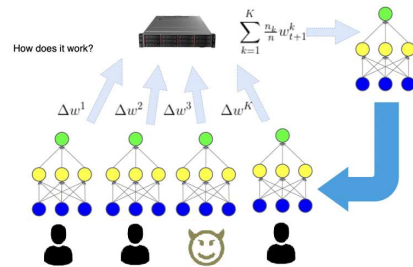 How does it work?
$\sum_{k=1}^{K} \frac{n_k}{n} w_{t+1}^{k}$
$\Delta w^1$ $\Delta w^2$ $\Delta w^3$ $\Delta w^K$